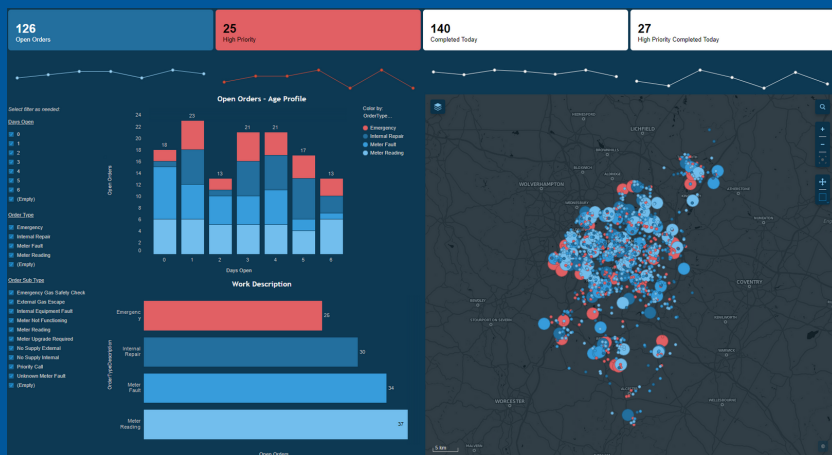 126
Open Orders
25
High Priority
140
Completed Today
27
High Priority Completed Today
Select filter as needed:
Days Open
0
1
2
3
4
5
6
(Empty)
Order Type
Emergency
Internal Repair
Meter Fault
Meter Reading
(Empty)
Order Sub Type
Emergency Gas Safety Check
External Gas Escape
Internal Equipment Fault
Meter Not Functioning
Meter Reading
Meter Upgrade Required
No Supply External
No Supply Internal
Priority Call
Unknown Meter Fault
(Empty)
Open Orders - Age Profile
Open Orders
24
22
20
18
16
14
12
10
8
6
4
2
0
18
23
13
21
21
17
13
0
1
2
3
4
5
6
Days Open
Color by:
OrderType...
Emergency
Internal Repair
Meter Fault
Meter Reading
Work Description
OrderTypeDescription
Emergenc
y
Internal
Repair
30
Meter
Fault
34
Meter
Reading
37
Open Orders
LICHFIELD
WOLVERHAMPTON
COVENTRY
WORCESTER
5 km